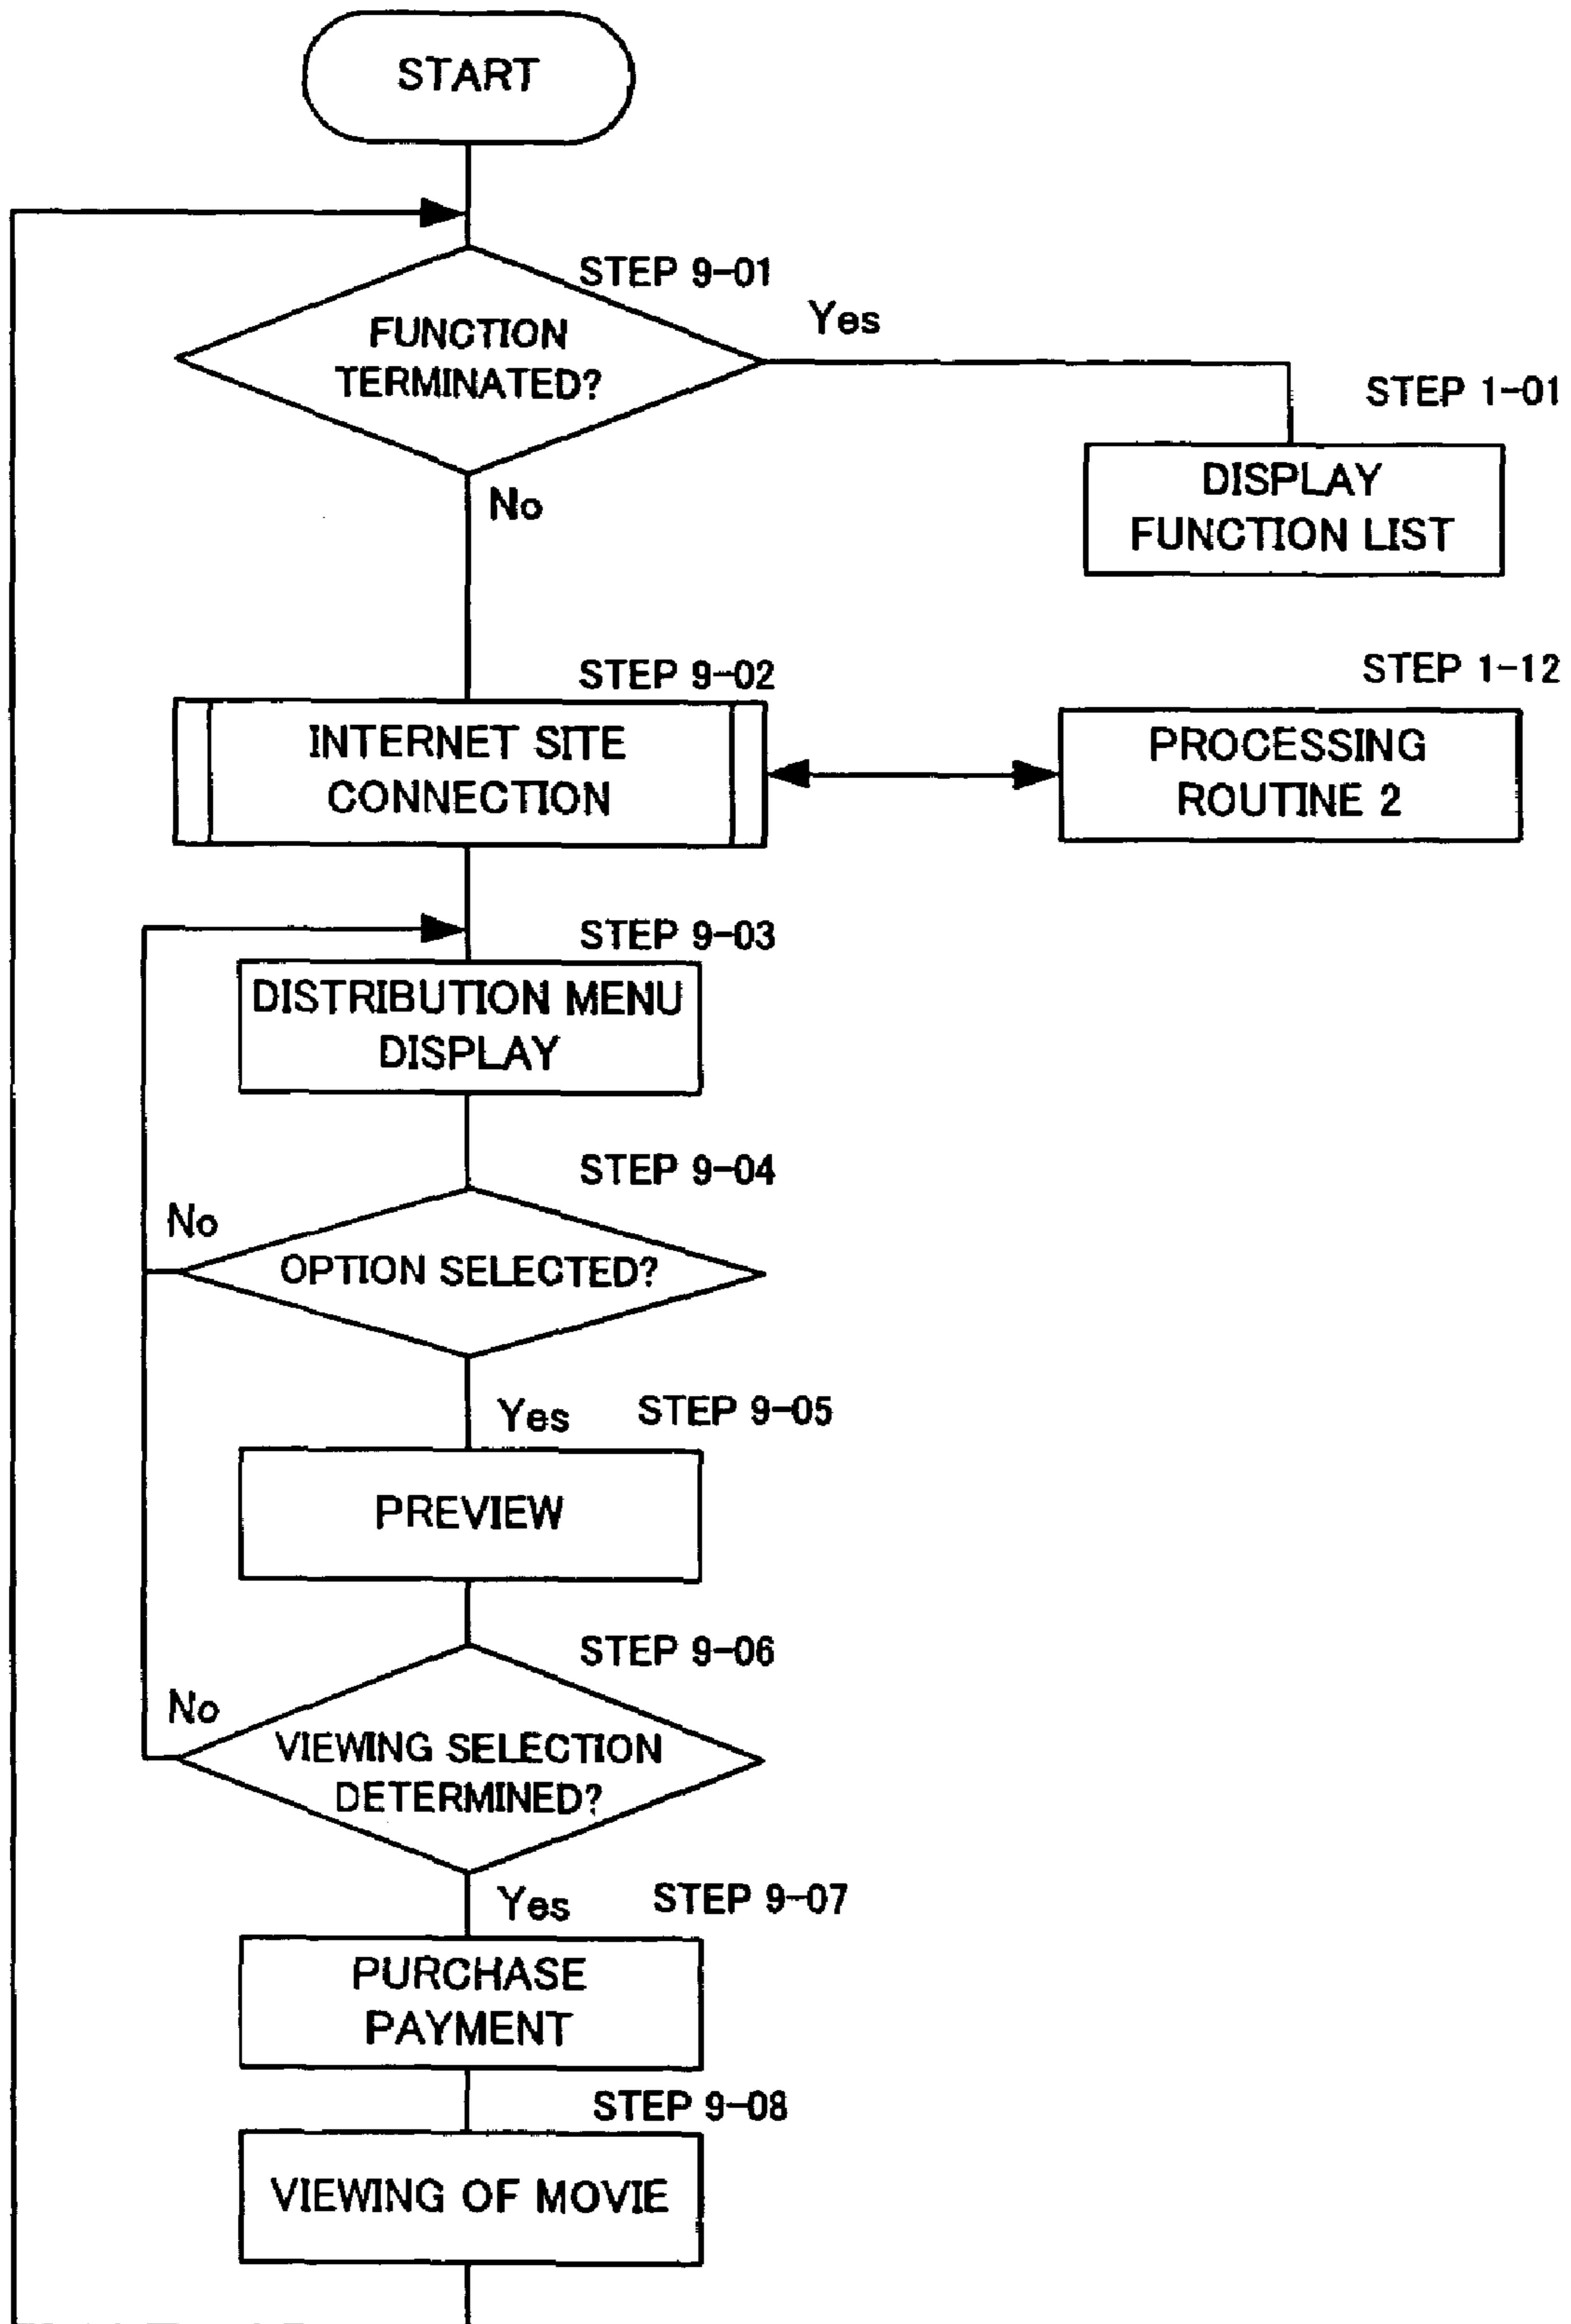 START
STEP 9-01
FUNCTION
TERMINATED?
Yes
No
STEP 1-01
DISPLAY
FUNCTION LIST
STEP 9-02
INTERNET SITE
CONNECTION
STEP 1-12
PROCESSING
ROUTINE 2
STEP 9-03
DISTRIBUTION MENU
DISPLAY
STEP 9-04
No
OPTION SELECTED?
Yes
STEP 9-05
PREVIEW
STEP 9-06
No
VIEWING SELECTION
DETERMINED?
Yes
STEP 9-07
PURCHASE
PAYMENT
STEP 9-08
VIEWING OF MOVIE